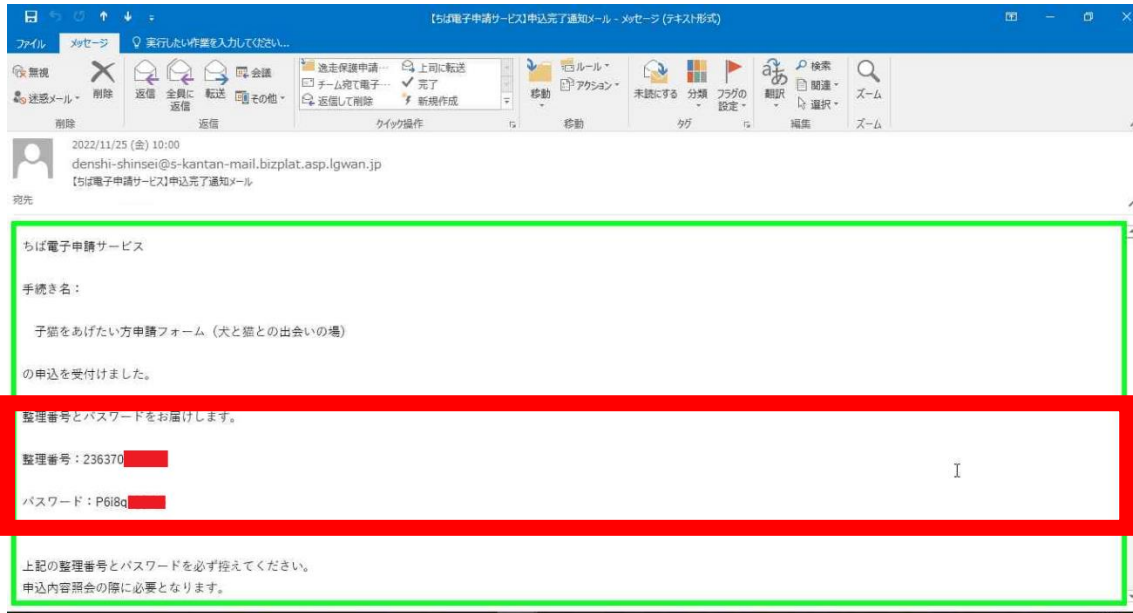 【ちば電子申請サービス】申込完了通知メール - メッセージ (テキスト形式)
ファイル メッセージ 実行したい作業を入力してください...
無視 迷惑メール 削除
返信 全員に返信 転送 会議 その他
逸走保護申請… 上司に転送
チーム宛て電子… 完了
返信して削除 新規作成
移動 ルール アクション
未読にする 分類 フラグの設定
翻訳 検索 関連 選択
ズーム
削除 返信 クイック操作 移動 タグ 編集 ズーム
2022/11/25 (金) 10:00
denshi-shinsei@s-kantan-mail.bizplat.asp.lgwan.jp
【ちば電子申請サービス】申込完了通知メール
宛先
ちば電子申請サービス
手続き名：
子猫をあげたい方申請フォーム（犬と猫との出会いの場）
の申込を受付けました。
整理番号とパスワードをお届けします。
整理番号：236370
パスワード：P6i8q
上記の整理番号とパスワードを必ず控えてください。
申込内容照会の際に必要となります。